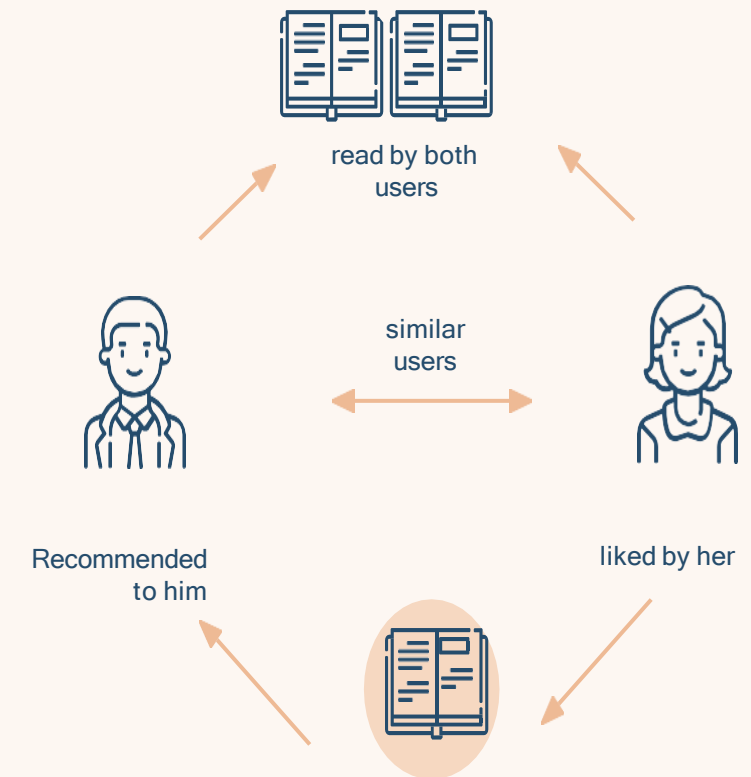 read by both
users
similar
users
Recommended
to him
liked by her